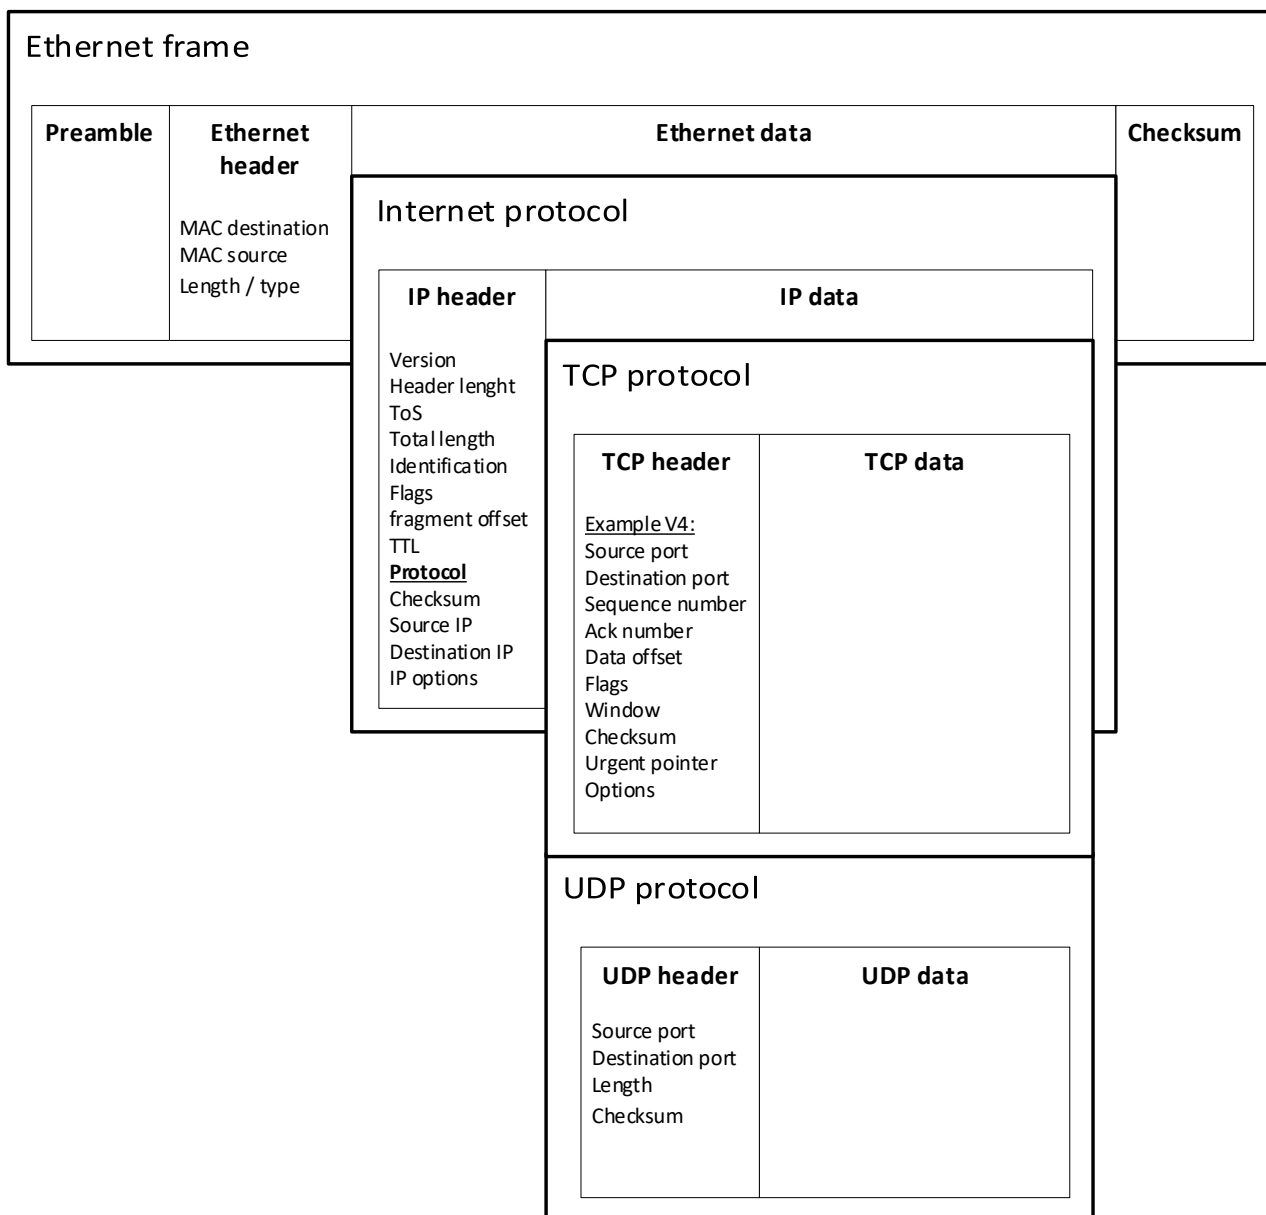 Ethernet frame
Preamble
Ethernet
header
MAC destination
MAC source
Length / type
Ethernet data
Checksum
Internet protocol
IP header
Version
Header lenght
ToS
Total length
Identification
Flags
fragment offset
TTL
Protocol
Checksum
Source IP
Destination IP
IP options
IP data
TCP protocol
TCP header
Example V4:
Source port
Destination port
Sequence number
Ack number
Data offset
Flags
Window
Checksum
Urgent pointer
Options
TCP data
UDP protocol
UDP header
Source port
Destination port
Length
Checksum
UDP data